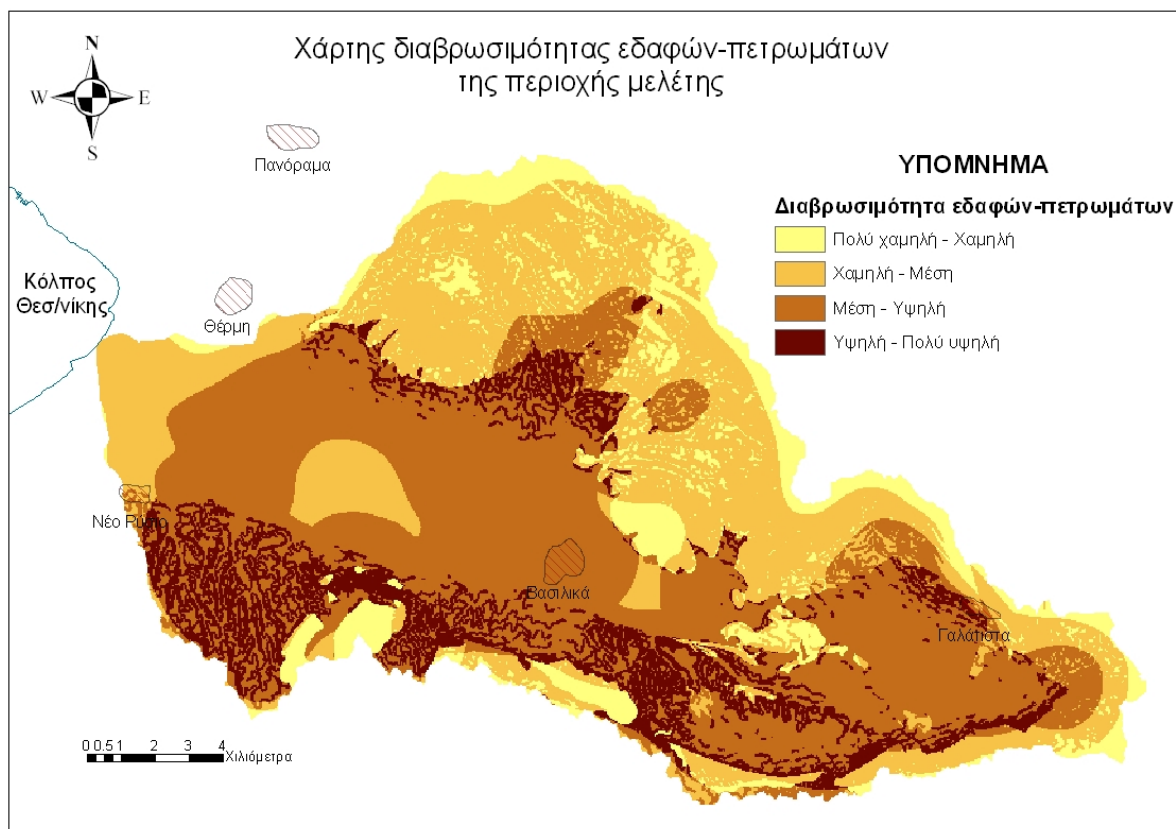 Χάρτης διαβρωσιμότητας εδαφών-πετρωμάτων
της περιοχής μελέτης
N
W
E
S
Πανόραμα
ΥΠΟΜΝΗΜΑ
Διαβρωσιμότητα εδαφών-πετρωμάτων
Πολύ χαμηλή - Χαμηλή
Χαμηλή - Μέση
Μέση - Υψηλή
Υψηλή - Πολύ υψηλή
Κόλπος
Θεσ/νίκης
Θέρμη
Νέο Ρύσιο
Βασιλικά
Γαλάτιστα
0 0.5 1 2 3 4
Χιλιόμετρα